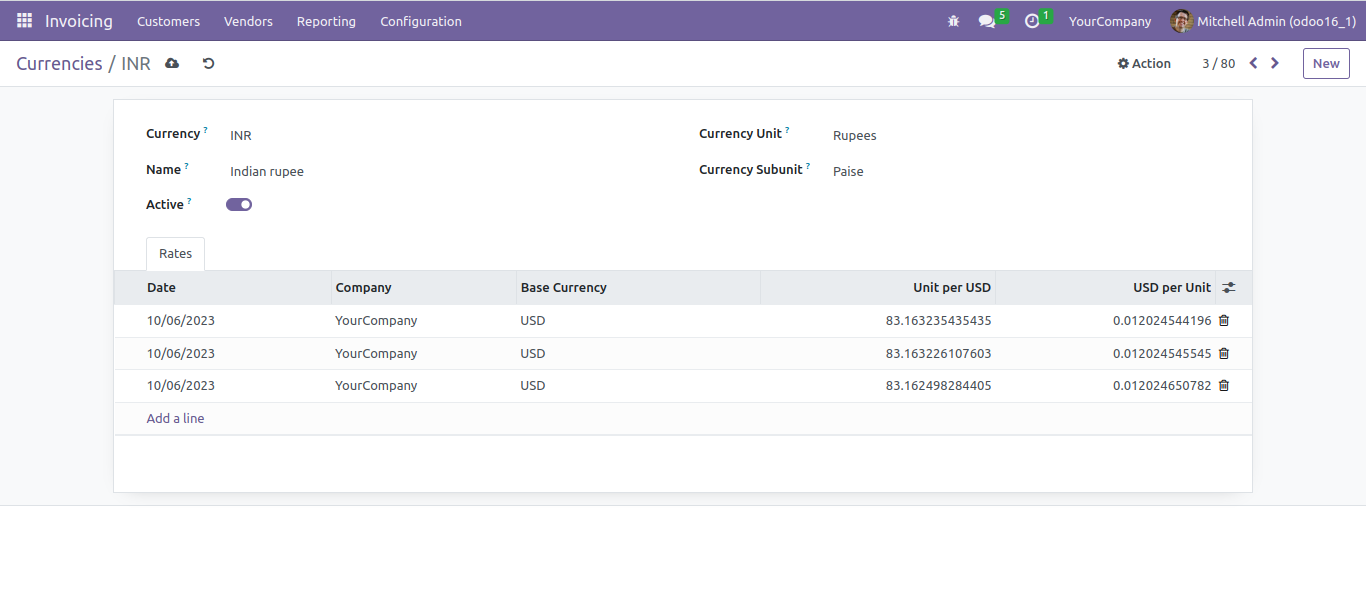 Invoicing Customers Vendors Reporting Configuration 5 1 YourCompany Mitchell Admin (odoo16_1)
Currencies / INR Action 3 / 80 New
Currency ? INR Currency Unit ? Rupees
Name ? Indian rupee Currency Subunit ? Paise
Active ?
Rates
Date Company Base Currency Unit per USD USD per Unit
10/06/2023 YourCompany USD 83.163235435435 0.012024544196
10/06/2023 YourCompany USD 83.163226107603 0.012024545545
10/06/2023 YourCompany USD 83.162498284405 0.012024650782
Add a line